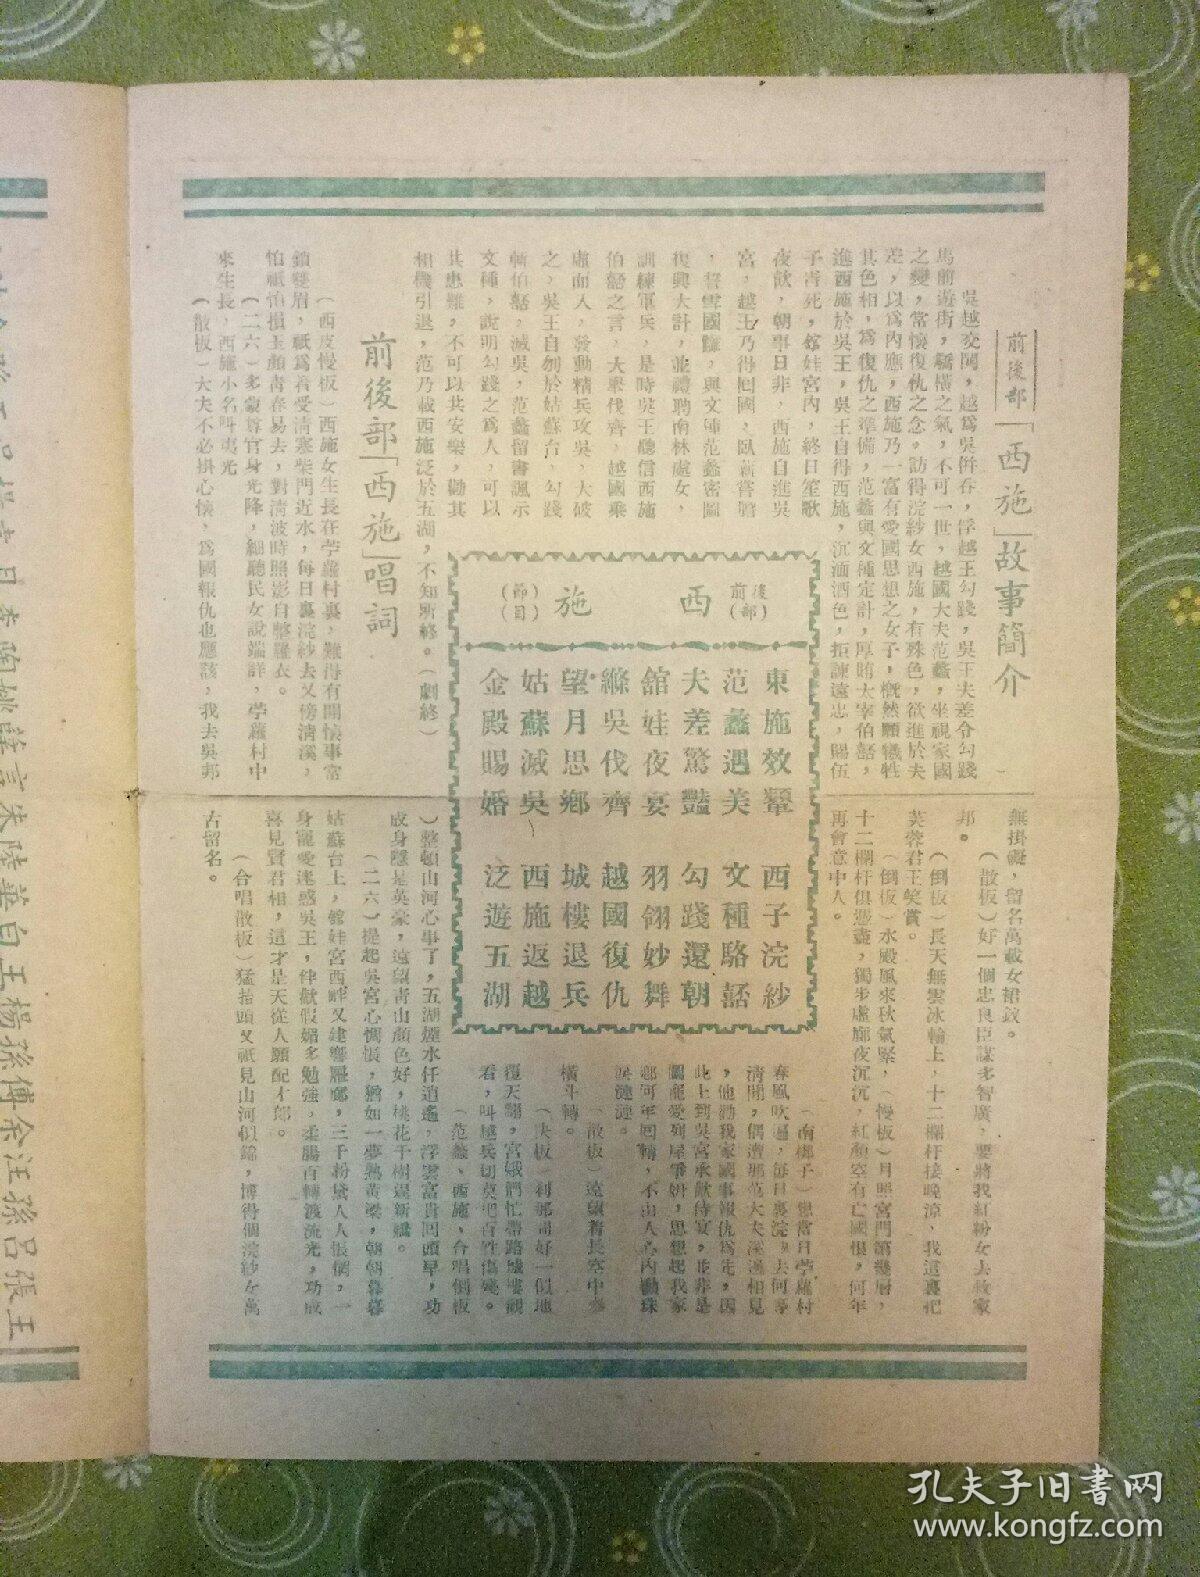 前後部
「西施」故事簡介
吳越交鬨，越爲吳併吞，俘越王勾踐，吳王夫差令勾踐
馬前遊街，驕橫之氣，不可一世，越國大夫范蠡，坐視家國
之變，常懷復仇之念。訪得浣紗女西施，有殊色，欲進於夫
差，以爲內應，西施乃一富有愛國思想之女子，慨然願犧牲
其色相，爲復仇之準備，范蠡與文種定計，厚賄大宰伯嚭，
進西施於吳王，吳王自得西施，沉湎酒色，拒諫遠忠，賜伍
子胥死，館娃宮內，終日笙歌
夜飲，朝事日非，西施自進吳
宮，越王乃得回國，臥薪嘗膽
，誓雪國讎，與文種范蠡密圖
復興大計，並禮聘南林處女，
訓練軍兵，是時吳王聽信西施
伯嚭之言，大舉伐齊，越國乘
虛而入，發動精兵攻吳，大破
之，吳王自刎於姑蘇台，勾踐
斬伯嚭，滅吳，范蠡留書諷示
文種，說明勾踐之爲人，可以
共患難，不可以共安樂，勸其
相機引退，范乃載西施泛於五湖，不知所終。（劇終）
前後部「西施」唱詞
（西皮慢板）西施女生長在苧蘿村裏，難得有開懷事常
鎖雙眉，祇爲着受清寒柴門近水，每日裏浣紗去又傍清溪，
怕祇怕損玉顏青春易去，對清波時照影自整羅衣。
（二六）多蒙尊官身光降，細聽民女說端詳，苧蘿村中
來生長，西施小名叫夷光
（散板）大夫不必掛心懷，爲國報仇也應該，我去吳邦
前後（部）
西施
（節目）
東施效顰　西子浣紗
范蠡遇美　文種賂嚭
夫差驚豔　勾踐還朝
舘娃夜宴　羽翎妙舞
縧吳伐齊　越國復仇
望月思鄉　城樓退兵
姑蘇滅吳　西施返越
金殿賜婚　泛遊五湖
無掛礙，留名萬載女裙釵。
（散板）好一個忠良臣謀多智廣，要將我紅粉女去救家
邦。
（倒板）長天無雲冰輪上，十二欄杆接曉涼，我這裏把
芙蓉君王笑賞。
（倒板）水殿風來秋氣緊，（慢板）月照宮門第幾層，
十二欄杆俱憑盡，獨步虛廊夜沉沉，紅顏空有亡國恨，何年
再會意中人。
（南梆子）想當日苧蘿村
春風吹遍，每日裏浣紗去何等
清閒，偶遭那范大夫溪邊相見
，他勸我家國事報仇爲先，因
此上到吳宮承歡侍宴，並非是
圖寵愛列屋爭妍，思想起我家
鄉何年回轉，不由人心內慟珠
淚漣漣。
（散板）遠望着長空中參
橫斗轉。
（快板）刹那間好一似地
覆天翻，宮娥們忙帶路城樓觀
看，叫越兵切莫把百姓傷殘。
（范蠡、西施、合唱倒板
）整頓山河心事了，五湖煙水任逍遙，浮雲富貴回頭早，功
成身隱是英豪，遠望青山顏色好，桃花千樹逞新嬌。
（二六）提起吳宮心惆悵，猶如一夢熟黃粱，朝朝暮暮
姑蘇台上，館娃宮西畔又建響屧廊，三千粉黛人人悵惘，一
身寵愛迷惑吳王，佯歡假媚多勉強，柔腸百轉渡流光，功成
喜見賢君相，這才是天從人願配才郎。
（合唱散板）猛抬頭又祇見山河似錦，博得個浣紗女萬
古留名。
孔夫子旧书网
www.kongfz.com